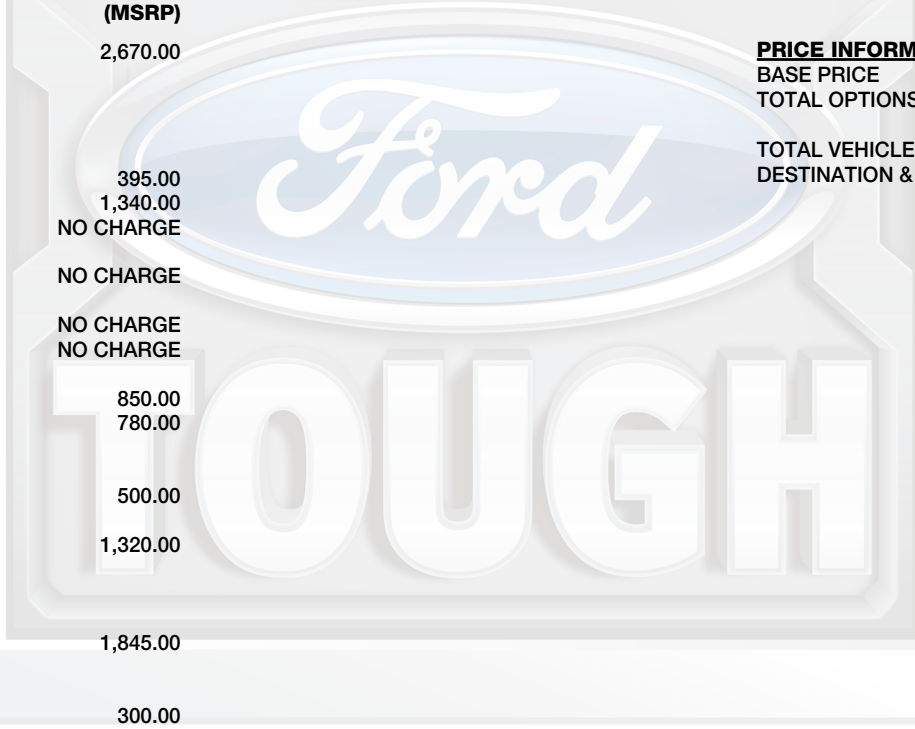 (MSRP)
2,670.00
395.00
1,340.00
NO CHARGE
NO CHARGE
NO CHARGE
NO CHARGE
850.00
780.00
500.00
1,320.00
1,845.00
300.00
PRICE INFORM
BASE PRICE
TOTAL OPTIONS
TOTAL VEHICLE
DESTINATION &
Ford
TOUGH